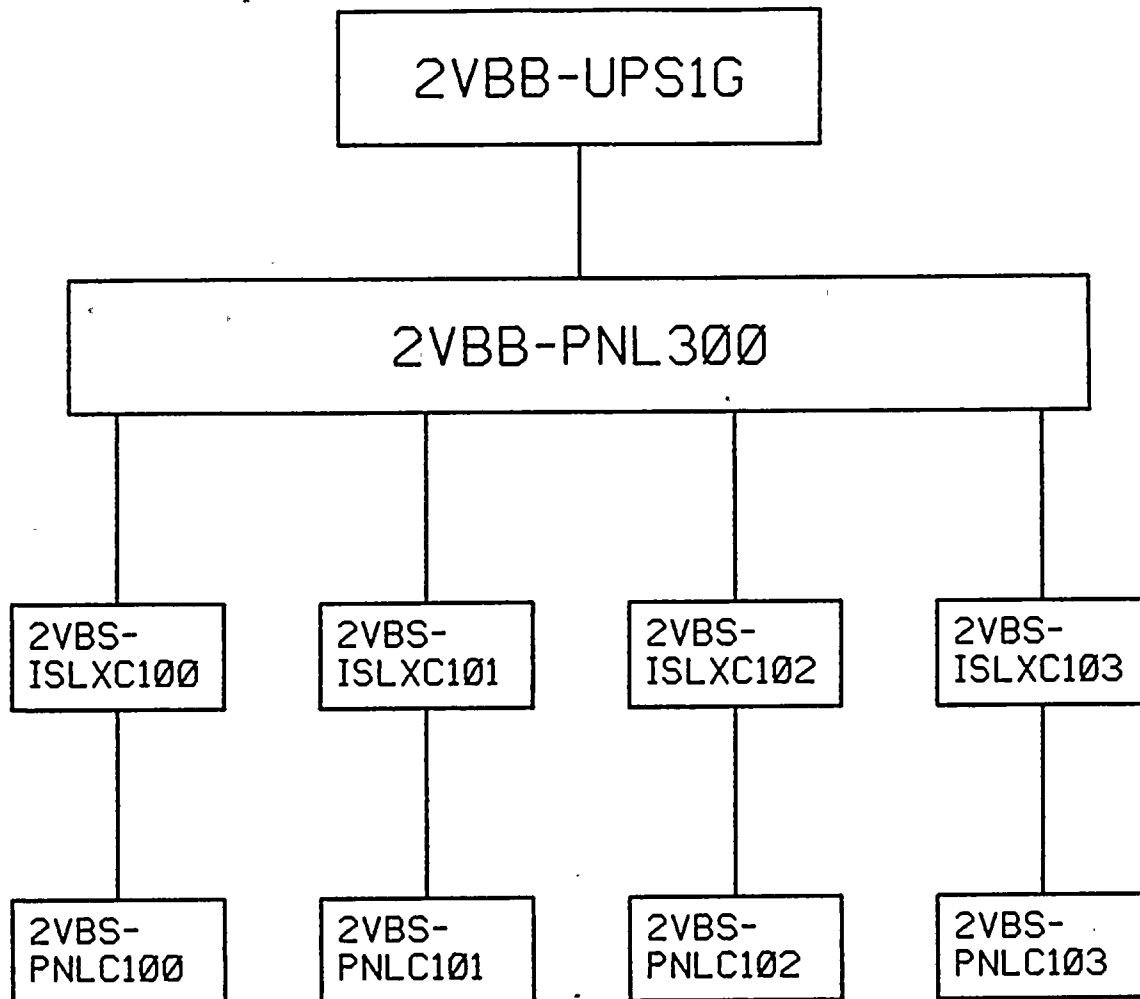 2VBB-UPS1G
2VBB-PNL300
2VBS-
ISLXC100
2VBS-
ISLXC101
2VBS-
ISLXC102
2VBS-
ISLXC103
2VBS-
PNLC100
2VBS-
PNLC101
2VBS-
PNLC102
2VBS-
PNLC103